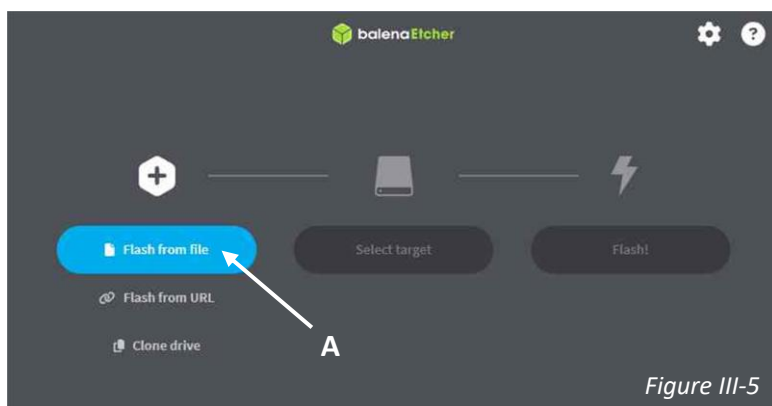 balenaEtcher
?
Flash from file
Select target
Flash!
Flash from URL
Clone drive
A
Figure III-5